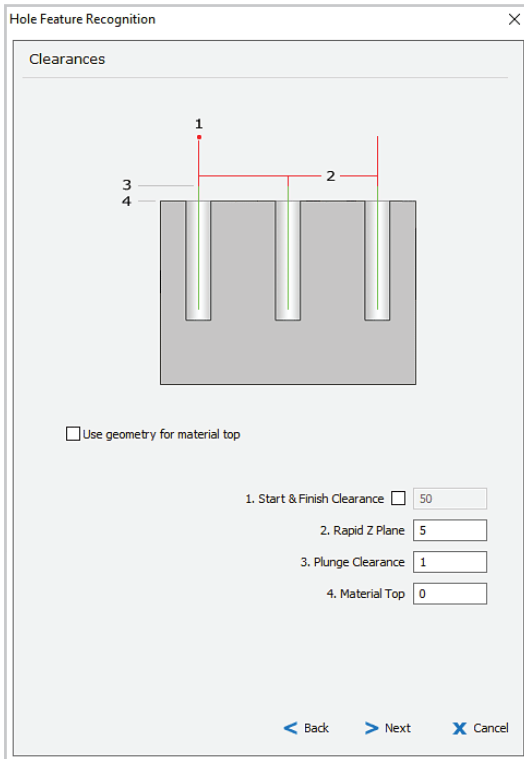 Hole Feature Recognition
Clearances
1
2
3
4
Use geometry for material top
1. Start & Finish Clearance 50
2. Rapid Z Plane 5
3. Plunge Clearance 1
4. Material Top 0
< Back > Next X Cancel